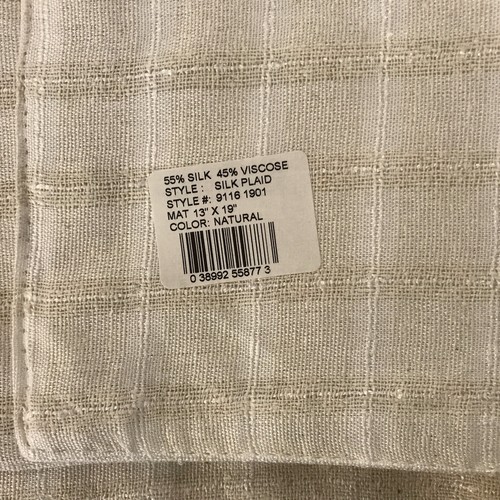 55% SILK 45% VISCOSE
STYLE : SILK PLAID
STYLE #: 9116 1901
MAT 13" X 19"
COLOR: NATURAL
0 38992 55877 3